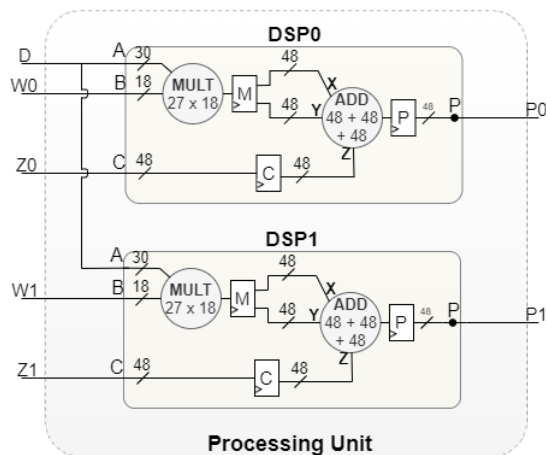 DSP0
D
A
30
48
W0
B
18
MULT
27 x 18
M
X
48
Y
ADD
48 + 48
+ 48
P
48
P
P0
Z
Z0
C
48
C
48
DSP1
A
30
48
W1
B
18
MULT
27 x 18
M
X
48
Y
ADD
48 + 48
+ 48
P
48
P
P1
Z
Z1
C
48
C
48
Processing Unit